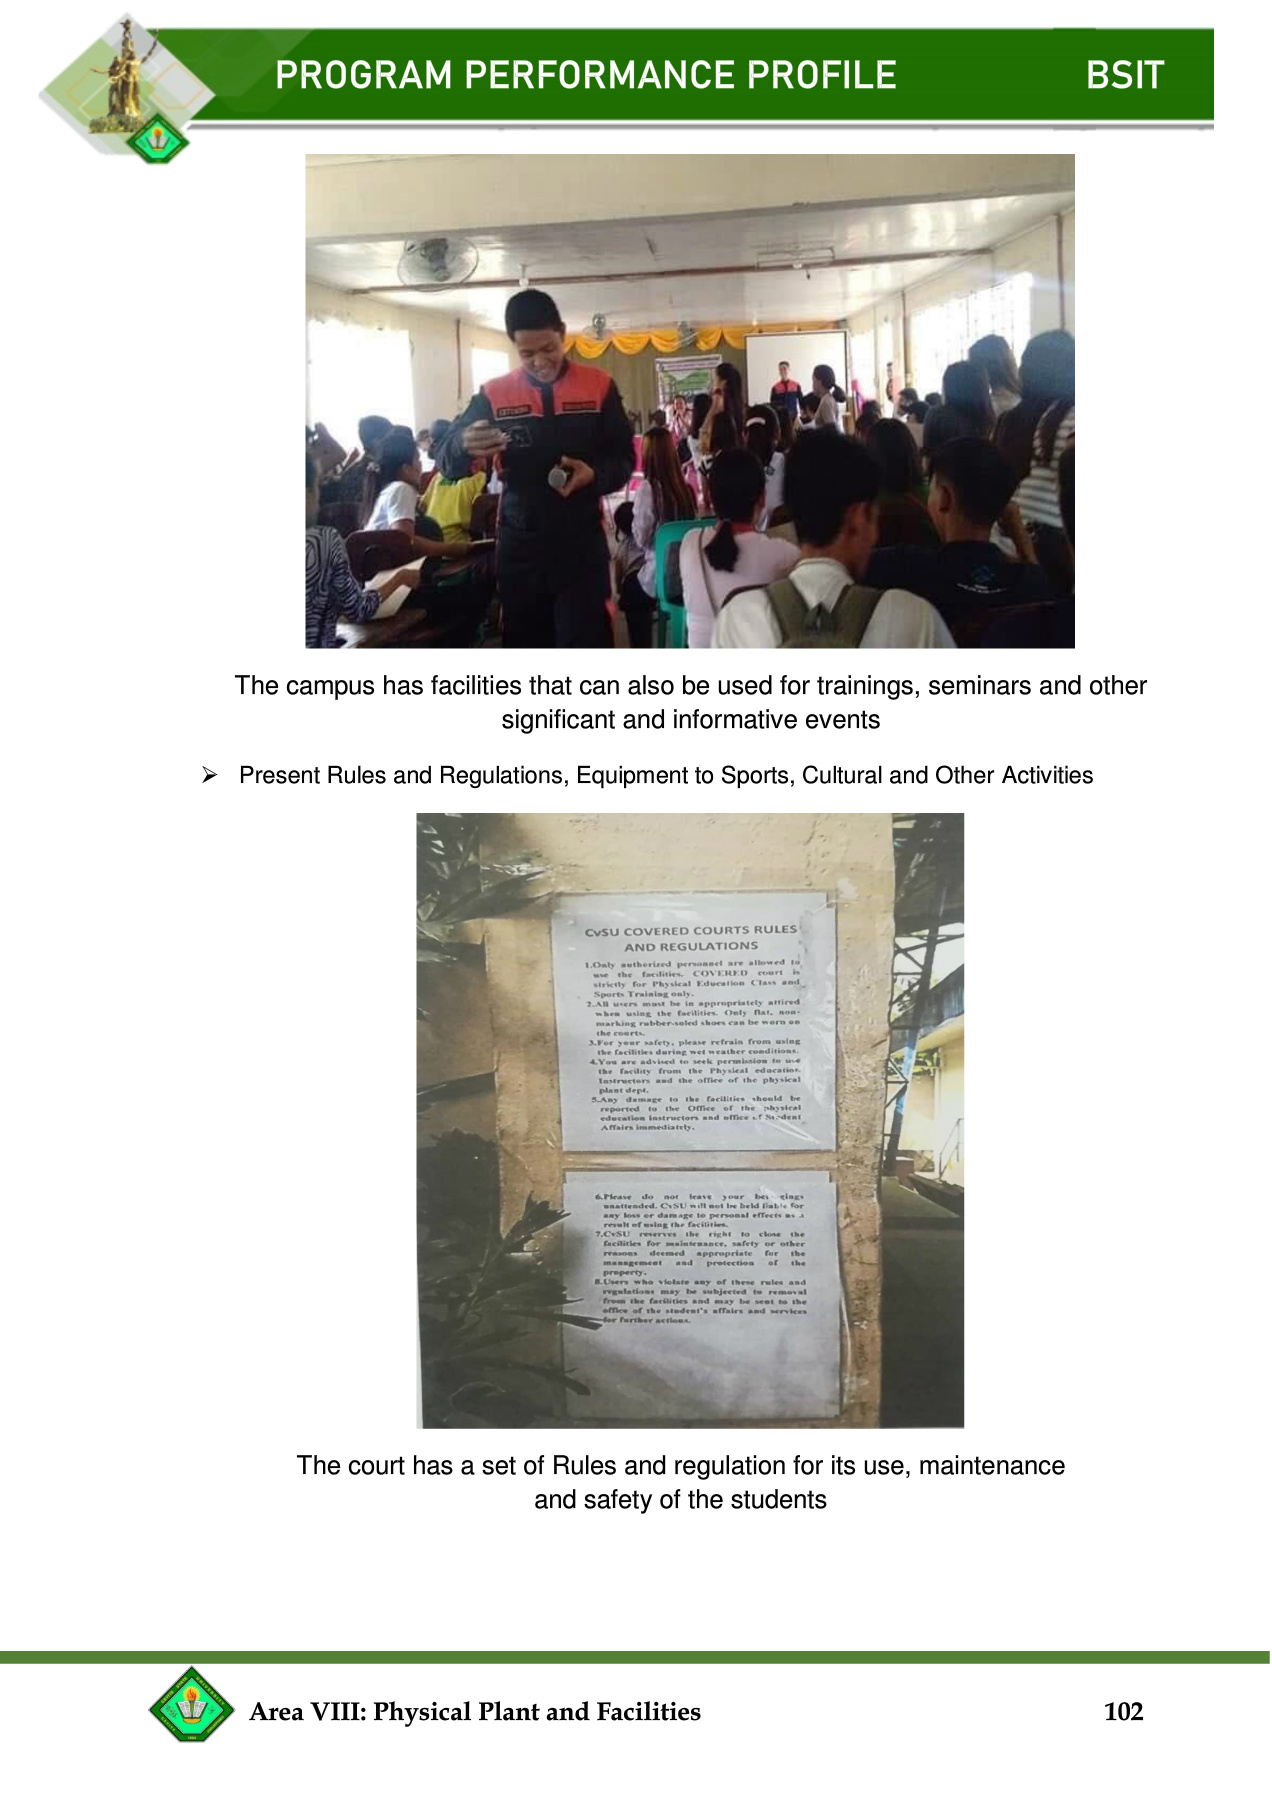 PROGRAM PERFORMANCE PROFILE BSIT
The campus has facilities that can also be used for trainings, seminars and other
significant and informative events
➢ Present Rules and Regulations, Equipment to Sports, Cultural and Other Activities
CvSU COVERED COURTS RULES
AND REGULATIONS
1.Only authorized personnel are allowed to
use the facilities. COVERED court is
strictly for Physical Education Class and
Sports Training only.
2.All users must be in appropriately attired
when using the facilities. Only flat, non-
marking rubber-soled shoes can be worn on
the courts.
3.For your safety, please refrain from using
the facilities during wet weather conditions.
4.You are advised to seek permission to use
the facility from the Physical education
Instructors and the office of the physical
plant dept.
5.Any damage to the facilities should be
reported to the Office of the physical
education instructors and office of Student
Affairs immediately.
6.Please do not leave your belongings
unattended. CvSU will not be held liable for
any loss or damage to personal effects as a
result of using the facilities.
7.CvSU reserves the right to close the
facilities for maintenance, safety or other
reasons deemed appropriate for the
management and protection of the
property.
8.Users who violate any of these rules and
regulations may be subjected to removal
from the facilities and may be sent to the
office of the student's affairs and services
for further actions.
The court has a set of Rules and regulation for its use, maintenance
and safety of the students
Area VIII: Physical Plant and Facilities 102